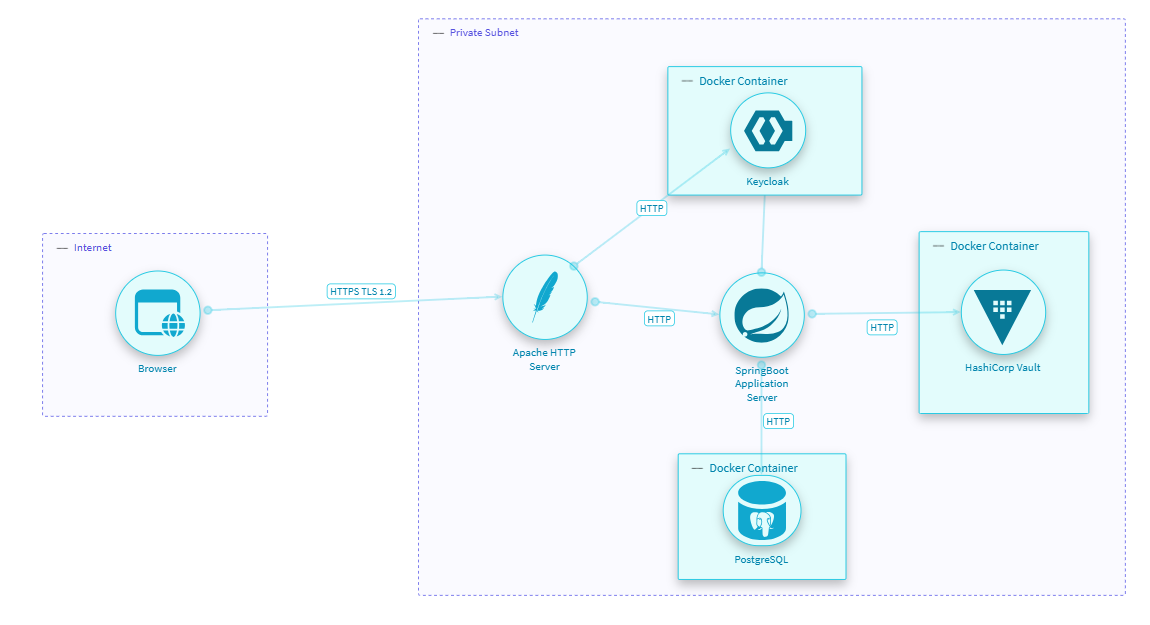 Private Subnet
Docker Container
Keycloak
HTTP
Internet
Docker Container
HTTPS TLS 1.2
Browser
Apache HTTP
Server
HTTP
SpringBoot
Application
Server
HTTP
HashiCorp Vault
HTTP
Docker Container
PostgreSQL